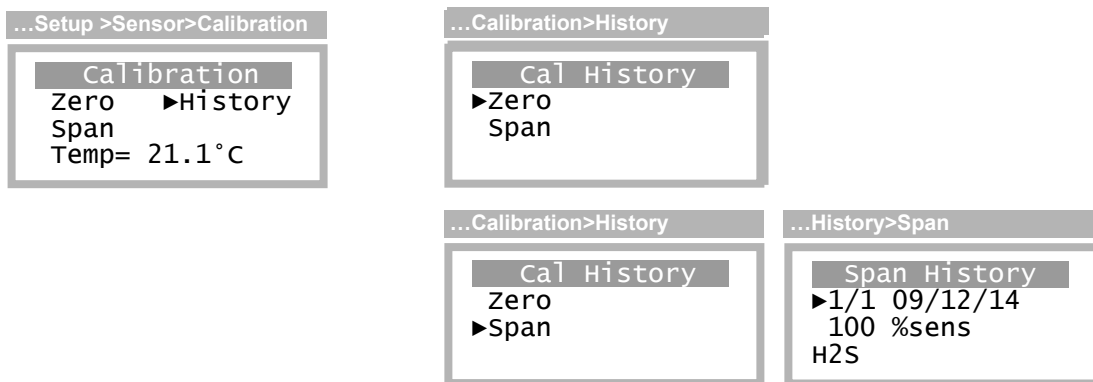 …Setup >Sensor>Calibration
Calibration
Zero ►History
Span
Temp= 21.1°C
…Calibration>History
Cal History
►Zero
Span
…Calibration>History
Cal History
Zero
►Span
…History>Span
Span History
►1/1 09/12/14
100 %sens
H2S